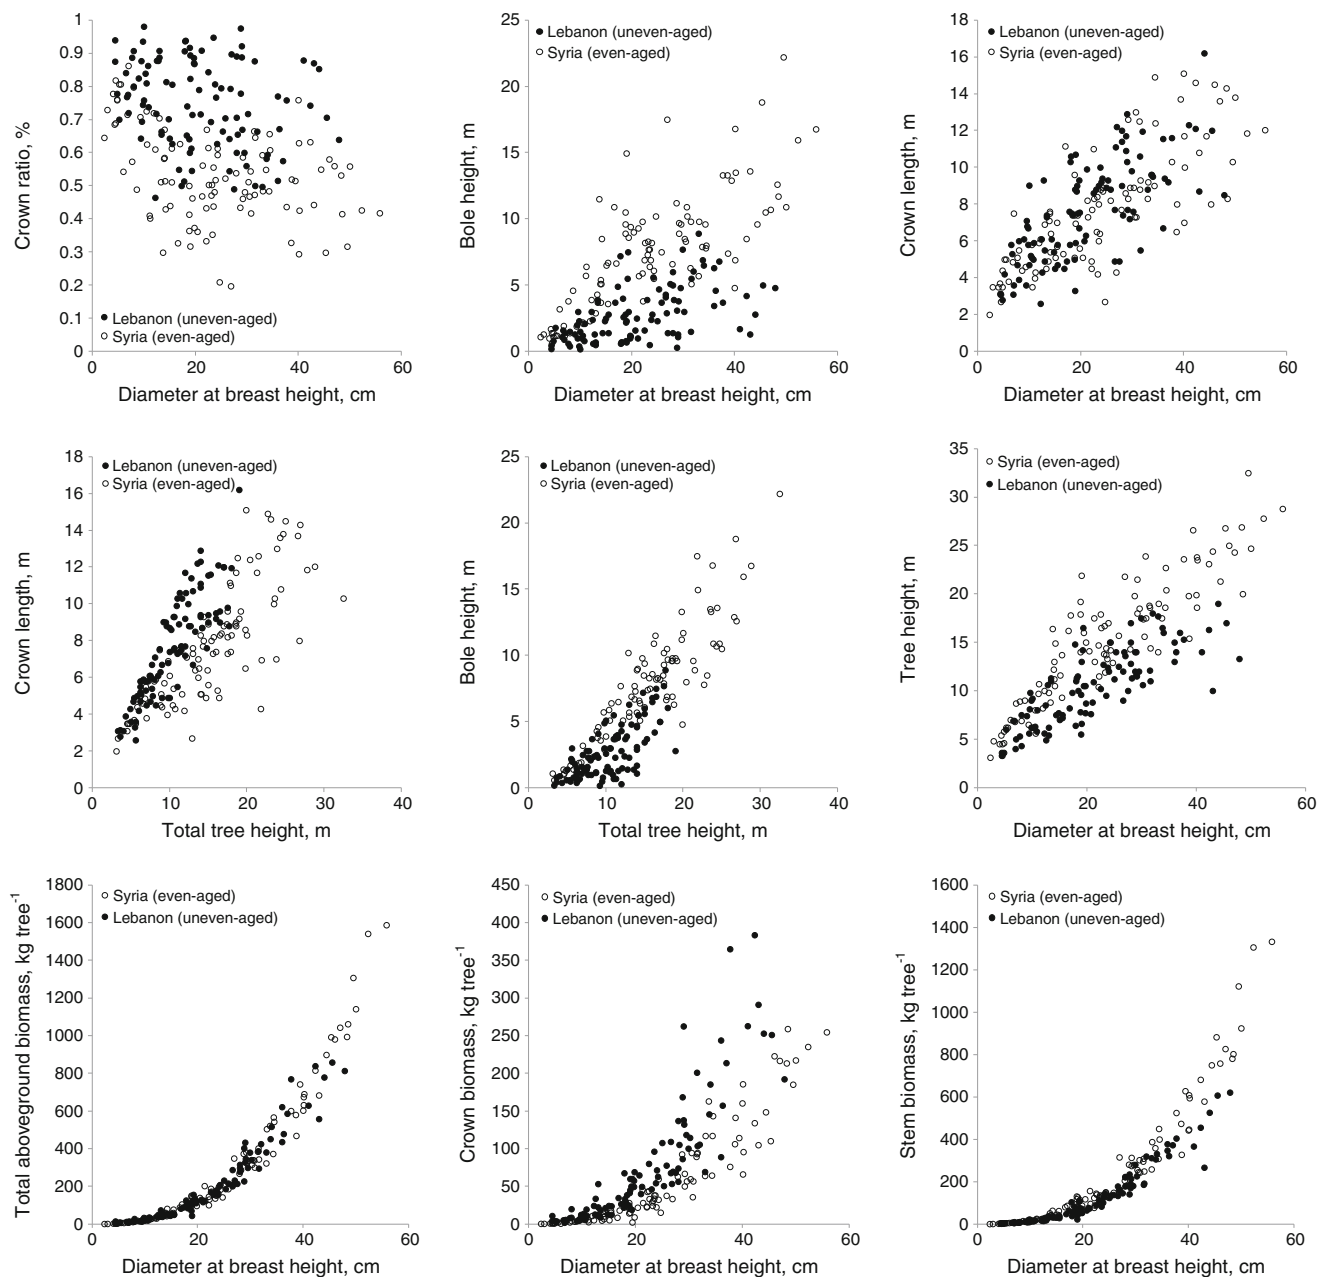 1
0.9
0.8
0.7
0.6
0.5
0.4
0.3
0.2
0.1
0
Crown ratio, %
Lebanon (uneven-aged)
Syria (even-aged)
0 20 40 60
Diameter at breast height, cm
25
20
15
10
5
0
Bole height, m
Lebanon (uneven-aged)
Syria (even-aged)
0 20 40 60
Diameter at breast height, cm
18
16
14
12
10
8
6
4
2
0
Crown length, m
Lebanon (uneven-aged)
Syria (even-aged)
0 20 40 60
Diameter at breast height, cm
18
16
14
12
10
8
6
4
2
0
Crown length, m
Lebanon (uneven-aged)
Syria (even-aged)
0 10 20 30 40
Total tree height, m
25
20
15
10
5
0
Bole height, m
Lebanon (uneven-aged)
Syria (even-aged)
0 10 20 30 40
Total tree height, m
35
30
25
20
15
10
5
0
Tree height, m
Syria (even-aged)
Lebanon (uneven-aged)
0 20 40 60
Diameter at breast height, cm
1800
1600
1400
1200
1000
800
600
400
200
0
Total aboveground biomass, kg tree⁻¹
Syria (even-aged)
Lebanon (uneven-aged)
0 20 40 60
Diameter at breast height, cm
450
400
350
300
250
200
150
100
50
0
Crown biomass, kg tree⁻¹
Syria (even-aged)
Lebanon (uneven-aged)
0 20 40 60
Diameter at breast height, cm
1600
1400
1200
1000
800
600
400
200
0
Stem biomass, kg tree⁻¹
Syria (even-aged)
Lebanon (uneven-aged)
0 20 40 60
Diameter at breast height, cm